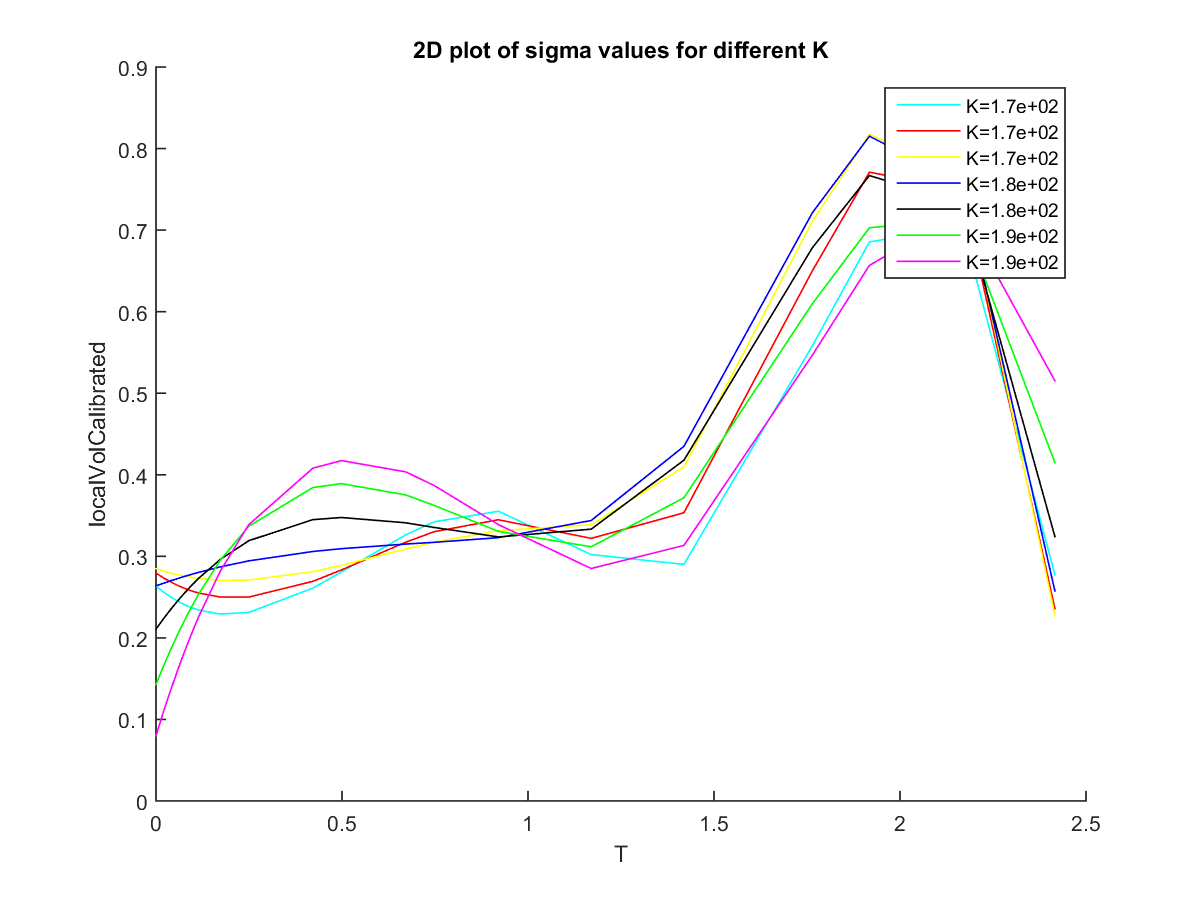 2D plot of sigma values for different K
0.9
0.8
0.7
0.6
0.5
0.4
0.3
0.2
0.1
0
localVolCalibrated
K=1.7e+02
K=1.7e+02
K=1.7e+02
K=1.8e+02
K=1.8e+02
K=1.9e+02
K=1.9e+02
0 0.5 1 1.5 2 2.5
T